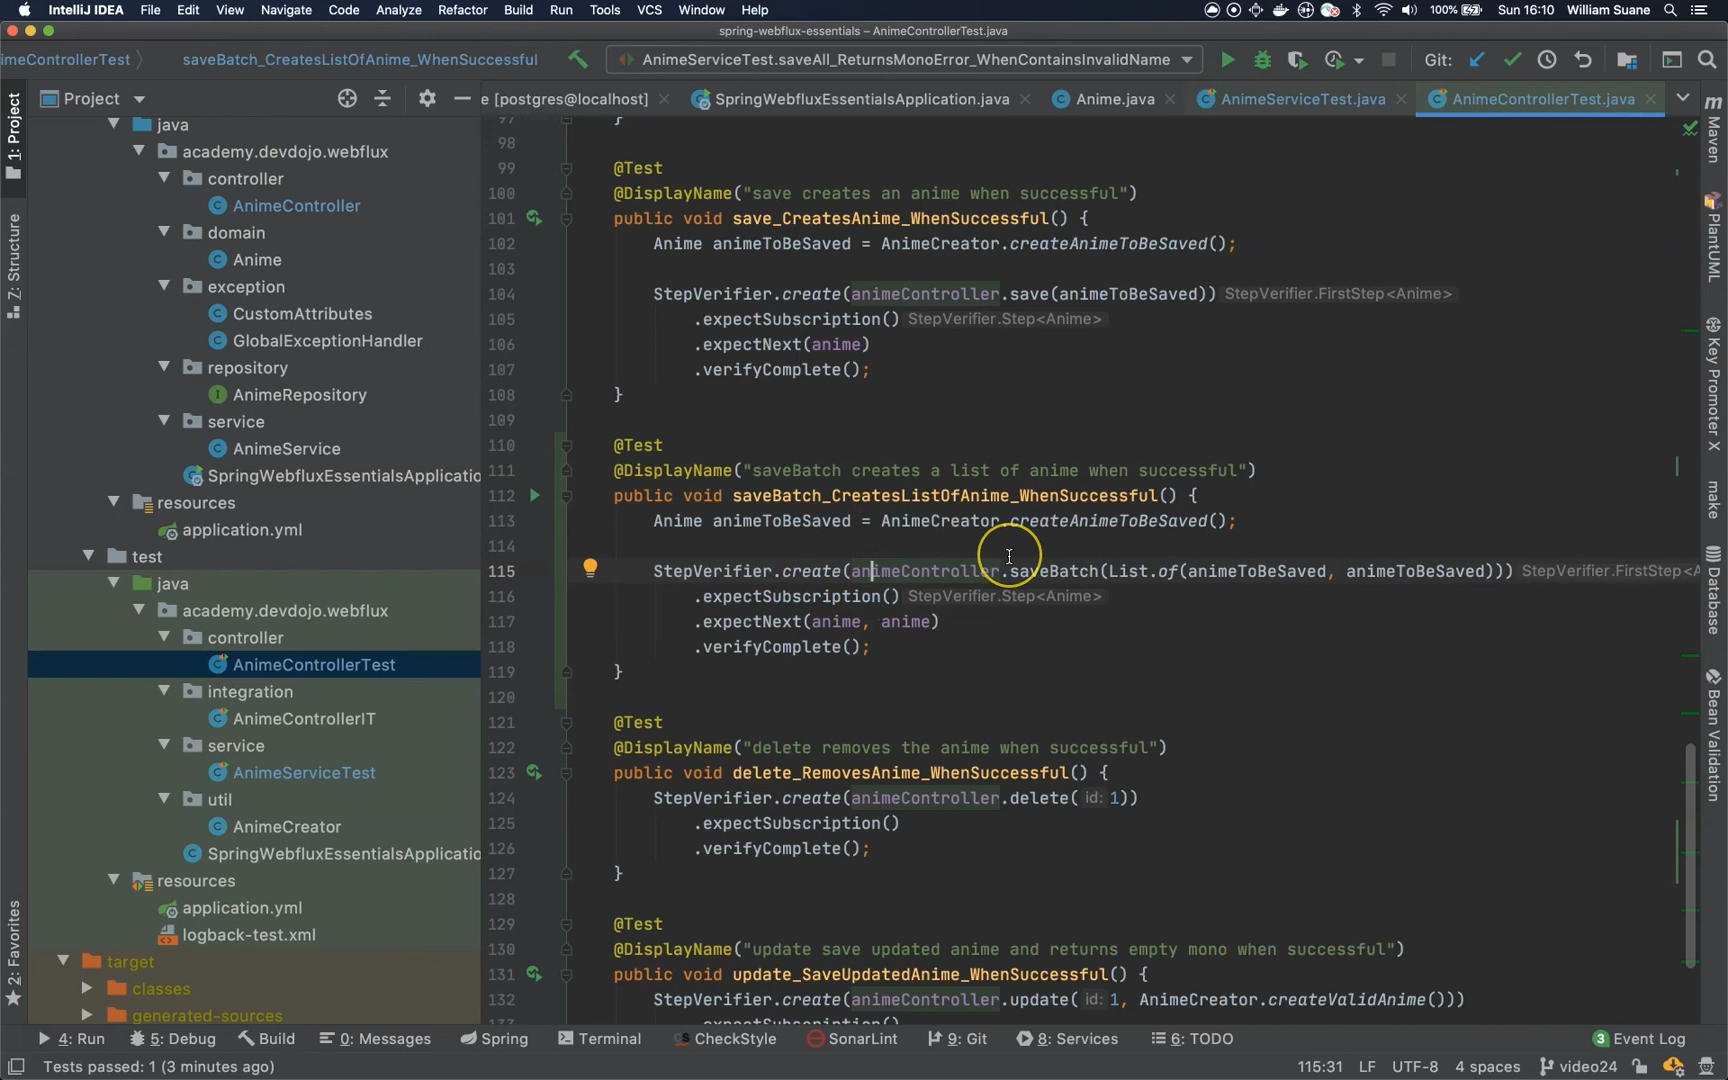 IntelliJ IDEA File Edit View Navigate Code Analyze Refactor Build Run Tools VCS Window Help 100% Sun 16:10 William Suane
spring-webflux-essentials – AnimeControllerTest.java
imeControllerTest saveBatch_CreatesListOfAnime_WhenSuccessful AnimeServiceTest.saveAll_ReturnsMonoError_WhenContainsInvalidName Git:
Project
e [postgres@localhost] SpringWebfluxEssentialsApplication.java Anime.java AnimeServiceTest.java AnimeControllerTest.java
1: Project
Z: Structure
2: Favorites
java
academy.devdojo.webflux
controller
AnimeController
domain
Anime
exception
CustomAttributes
GlobalExceptionHandler
repository
AnimeRepository
service
AnimeService
SpringWebfluxEssentialsApplicatio
resources
application.yml
test
java
academy.devdojo.webflux
controller
AnimeControllerTest
integration
AnimeControllerIT
service
AnimeServiceTest
util
AnimeCreator
SpringWebfluxEssentialsApplicatio
resources
application.yml
logback-test.xml
target
classes
generated-sources
97 }
98
99 @Test
100 @DisplayName("save creates an anime when successful")
101 public void save_CreatesAnime_WhenSuccessful() {
102 Anime animeToBeSaved = AnimeCreator.createAnimeToBeSaved();
103
104 StepVerifier.create(animeController.save(animeToBeSaved)) StepVerifier.FirstStep<Anime>
105 .expectSubscription() StepVerifier.Step<Anime>
106 .expectNext(anime)
107 .verifyComplete();
108 }
109
110 @Test
111 @DisplayName("saveBatch creates a list of anime when successful")
112 public void saveBatch_CreatesListOfAnime_WhenSuccessful() {
113 Anime animeToBeSaved = AnimeCreator.createAnimeToBeSaved();
114
115 StepVerifier.create(animeController.saveBatch(List.of(animeToBeSaved, animeToBeSaved))) StepVerifier.FirstStep<A
116 .expectSubscription() StepVerifier.Step<Anime>
117 .expectNext(anime, anime)
118 .verifyComplete();
119 }
120
121 @Test
122 @DisplayName("delete removes the anime when successful")
123 public void delete_RemovesAnime_WhenSuccessful() {
124 StepVerifier.create(animeController.delete( id: 1))
125 .expectSubscription()
126 .verifyComplete();
127 }
128
129 @Test
130 @DisplayName("update save updated anime and returns empty mono when successful")
131 public void update_SaveUpdatedAnime_WhenSuccessful() {
132 StepVerifier.create(animeController.update( id: 1, AnimeCreator.createValidAnime()))
133 .expectSubscription()
m
Maven
PlantUML
Key Promoter X
make
Database
Bean Validation
4: Run 5: Debug Build 0: Messages Spring Terminal CheckStyle SonarLint 9: Git 8: Services 6: TODO 3 Event Log
Tests passed: 1 (3 minutes ago) 115:31 LF UTF-8 4 spaces video24